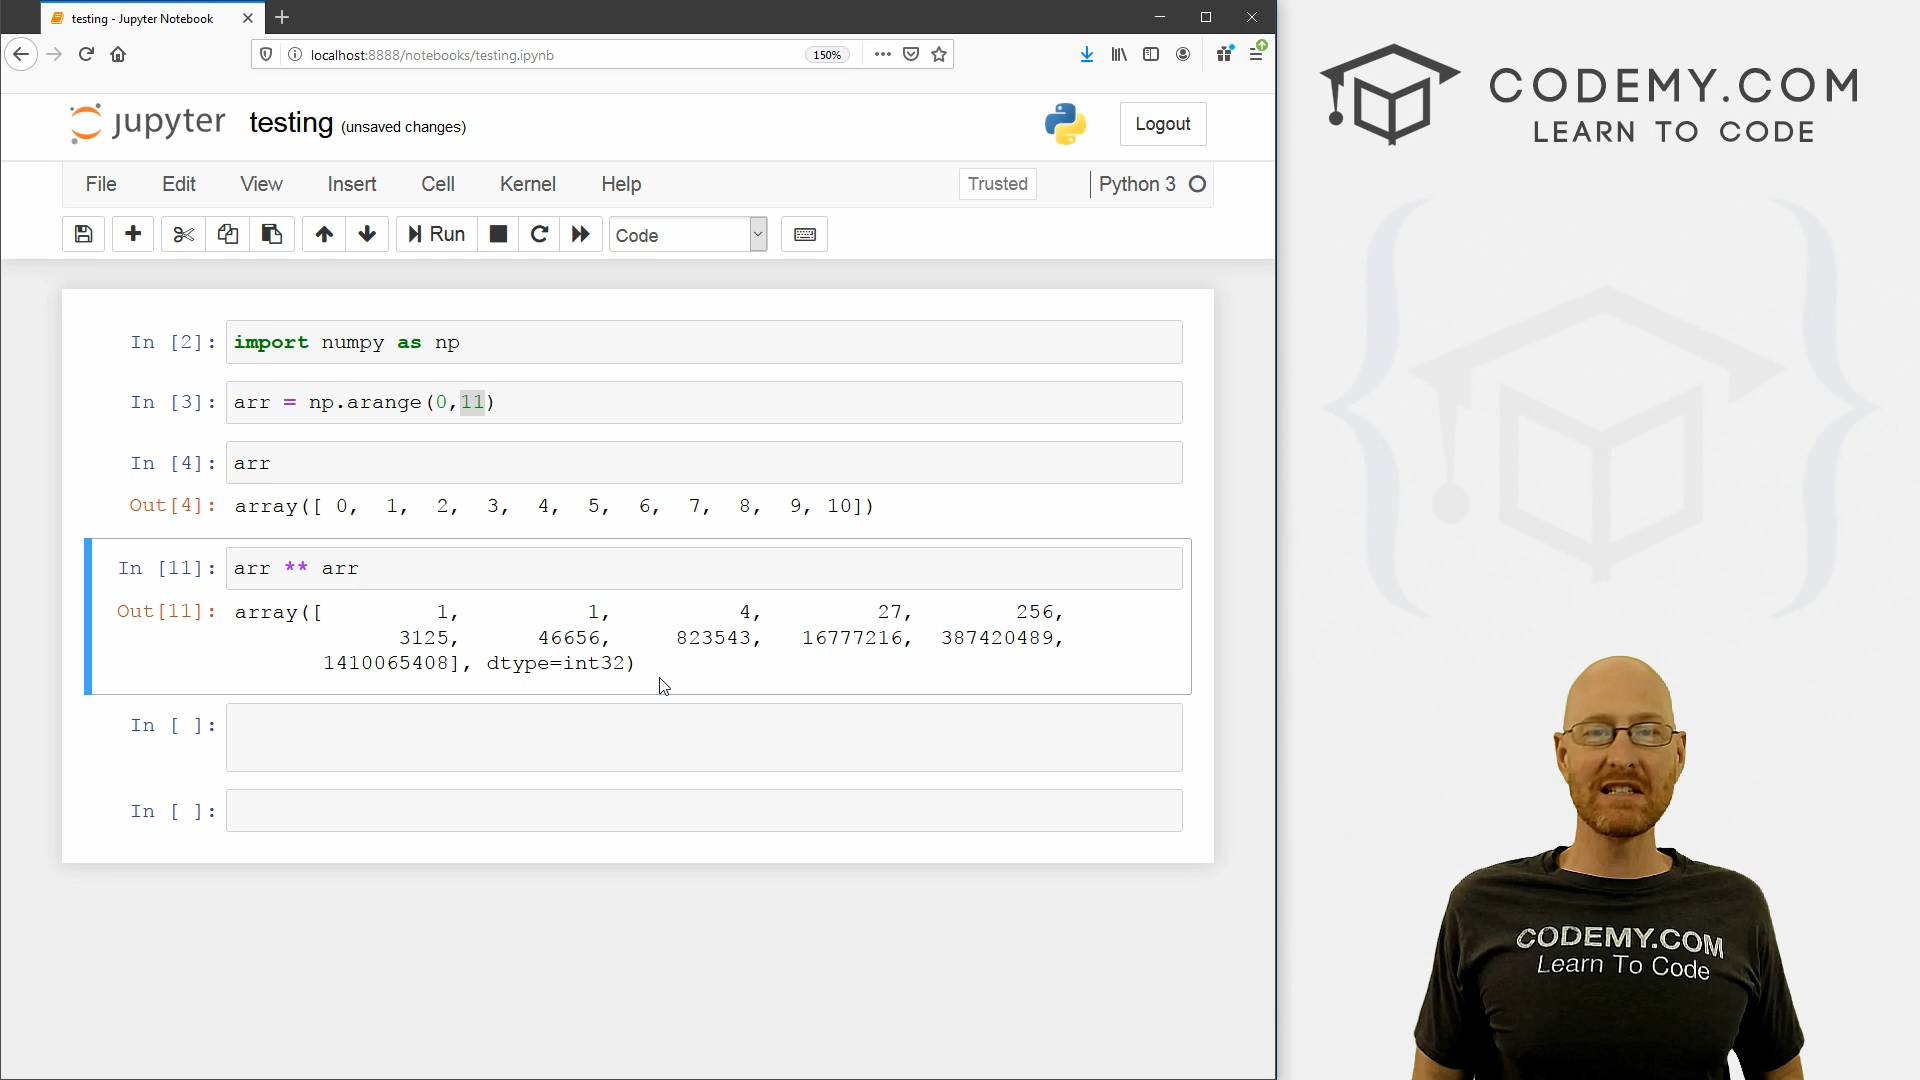 testing - Jupyter Notebook
localhost:8888/notebooks/testing.ipynb
150%
jupyter testing (unsaved changes)
Logout
File Edit View Insert Cell Kernel Help
Trusted
Python 3
Run
Code
In [2]: import numpy as np
In [3]: arr = np.arange(0,11)
In [4]: arr
Out[4]: array([ 0, 1, 2, 3, 4, 5, 6, 7, 8, 9, 10])
In [11]: arr ** arr
Out[11]: array([ 1, 1, 4, 27, 256,
3125, 46656, 823543, 16777216, 387420489,
1410065408], dtype=int32)
In [ ]:
In [ ]:
CODEMY.COM
LEARN TO CODE
CODEMY.COM
Learn To Code